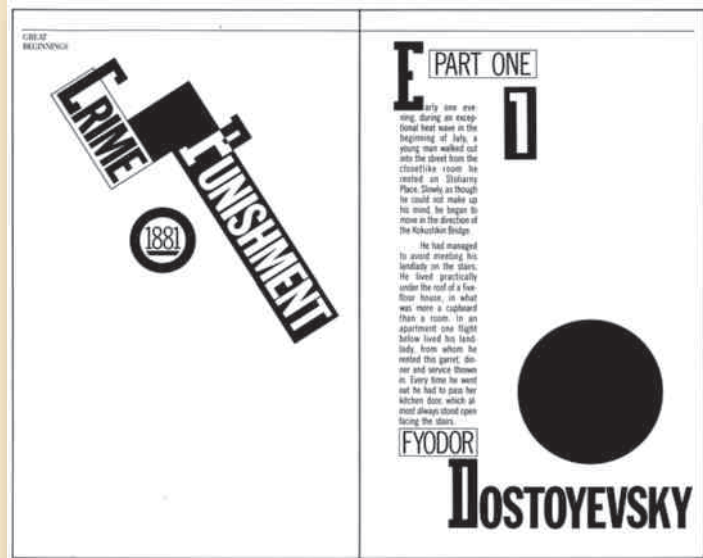 GREAT
BEGINNINGS
CRIME
PUNISHMENT
1881
PART ONE
1
Early one eve-
ning, during an excep-
tional heat wave in the
beginning of July, a
young man walked out
into the street from the
closetlike room he
rented on Stoliarny
Place. Slowly, as though
he could not make up
his mind, he began to
move in the direction of
the Kokushkin Bridge.
He had managed
to avoid meeting his
landlady on the stairs.
He lived practically
under the roof of a five-
floor house, in what
was more a cupboard
than a room. In an
apartment one flight
below lived his land-
lady, from whom he
rented this garret, din-
ner and service thrown
in. Every time he went
out he had to pass her
kitchen door, which al-
most always stood open
facing the stairs.
FYODOR
DOSTOYEVSKY